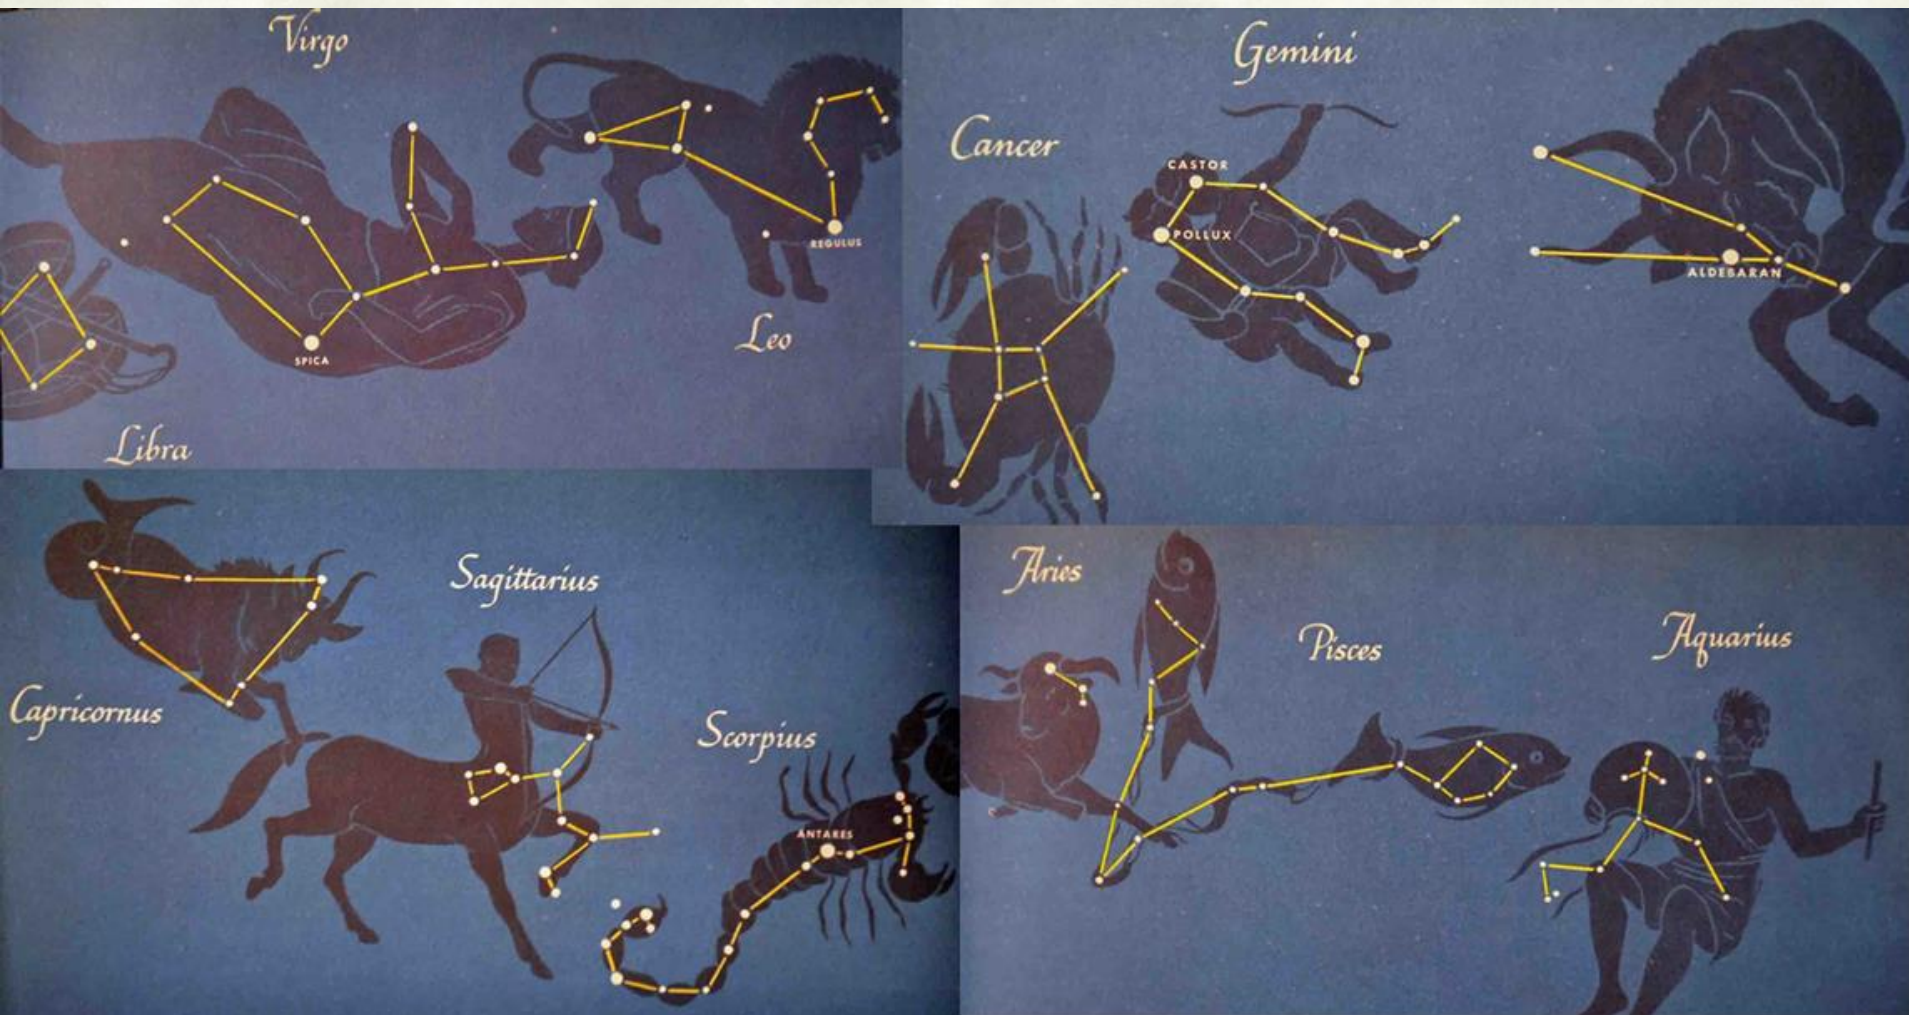 Virgo
REGULUS
Leo
SPICA
Libra
Gemini
Cancer
CASTOR
POLLUX
ALDEBARAN
Sagittarius
Capricornus
Scorpius
ANTARES
Aries
Pisces
Aquarius